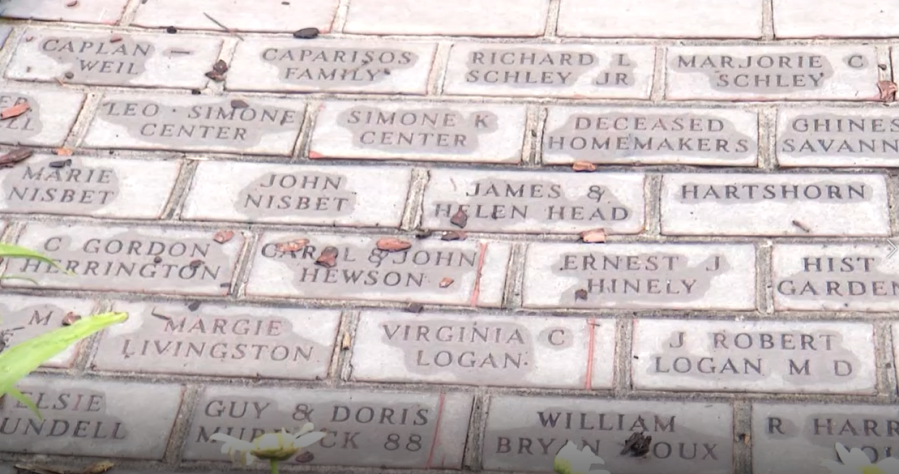 CAPLAN
WEIL
CAPARISOS
FAMILY
RICHARD L
SCHLEY JR
MARJORIE C
SCHLEY
LEO · SIMONE
CENTER
SIMONE K
CENTER
DECEASED
HOMEMAKERS
MARIE
NISBET
JOHN
NISBET
JAMES &
HELEN HEAD
HARTSHORN
C GORDON
HERRINGTON
CAROL & JOHN
HEWSON
ERNEST J
HINELY
HIST
GARDEN
M
MARGIE
LIVINGSTON
VIRGINIA C
LOGAN
J ROBERT
LOGAN M D
ELSIE
UNDELL
GUY & DORIS
88
WILLIAM
BRYAN
R HARR